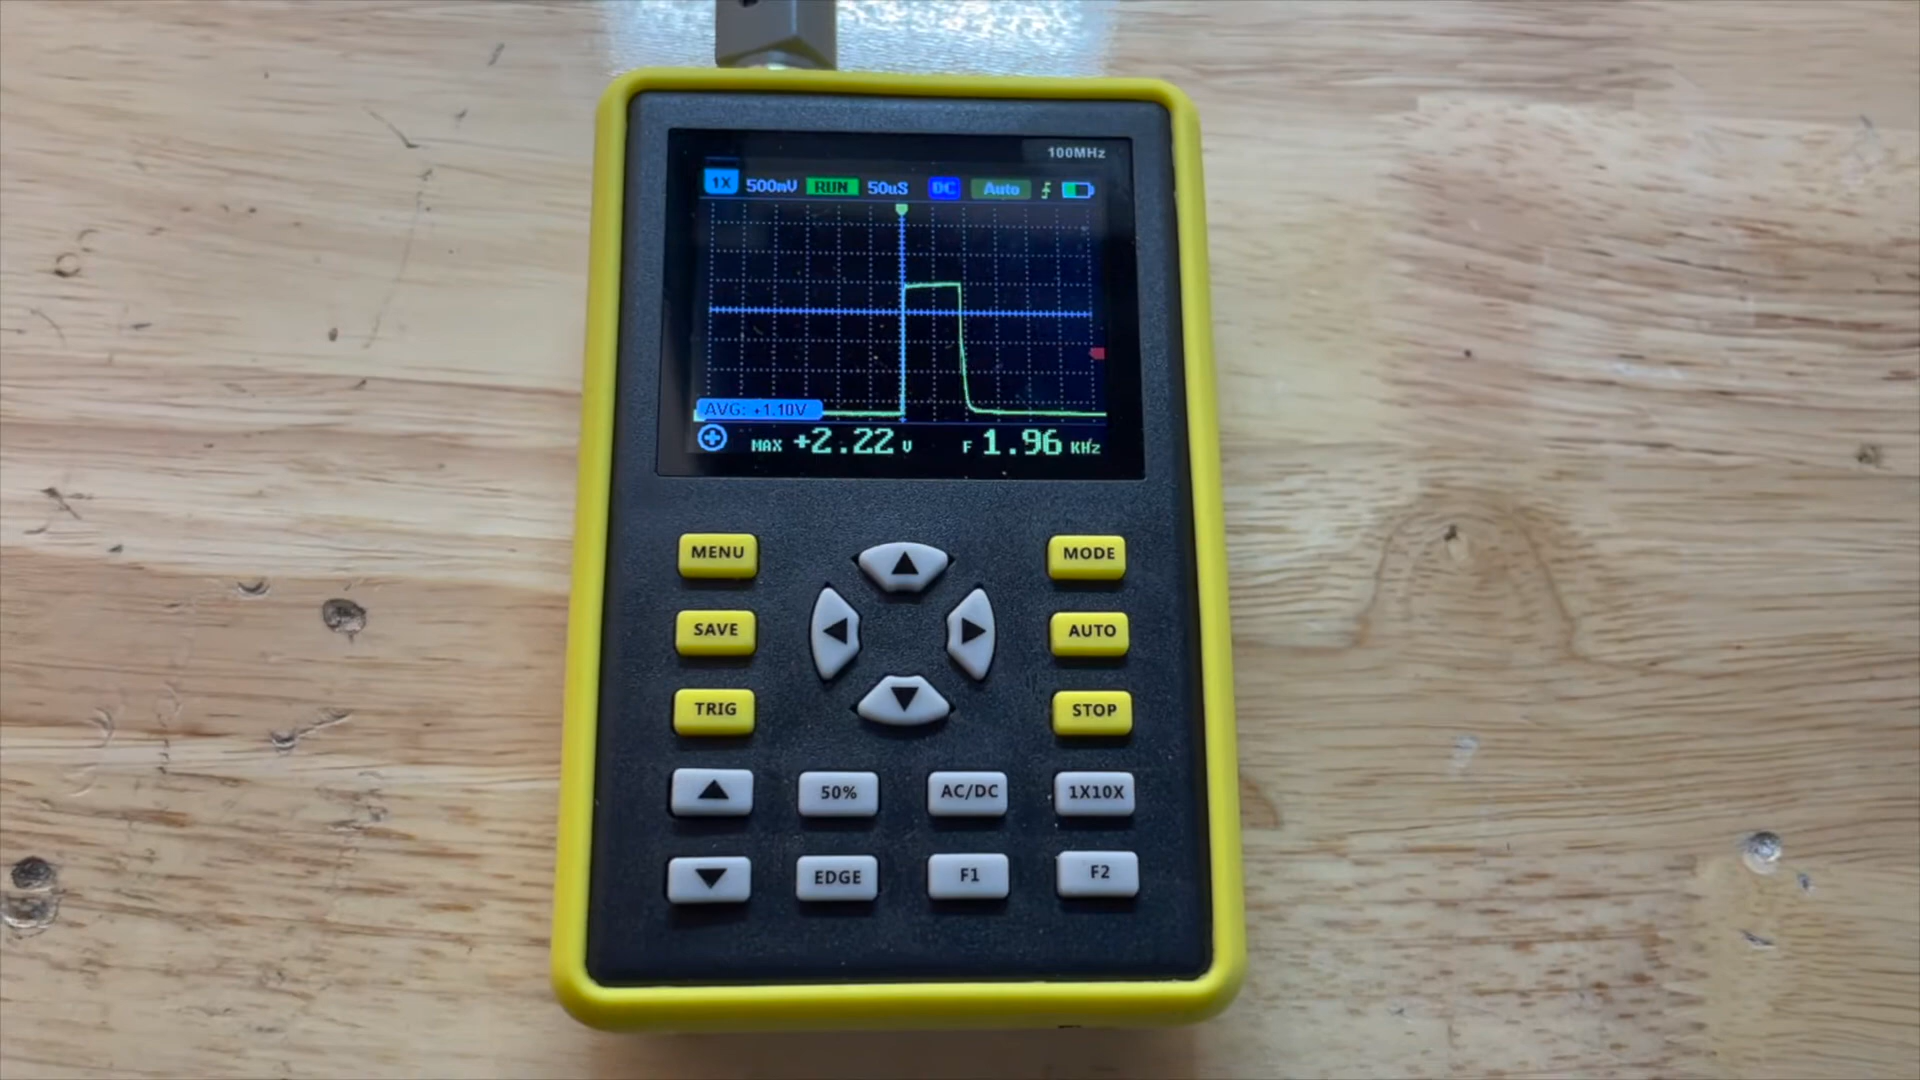 100MHz
1X 500mV RUN 50uS DC Auto
AVG: +1.10V
MAX +2.22 V F 1.96 KHz
MENU MODE
SAVE AUTO
TRIG STOP
50% AC/DC 1X10X
EDGE F1 F2